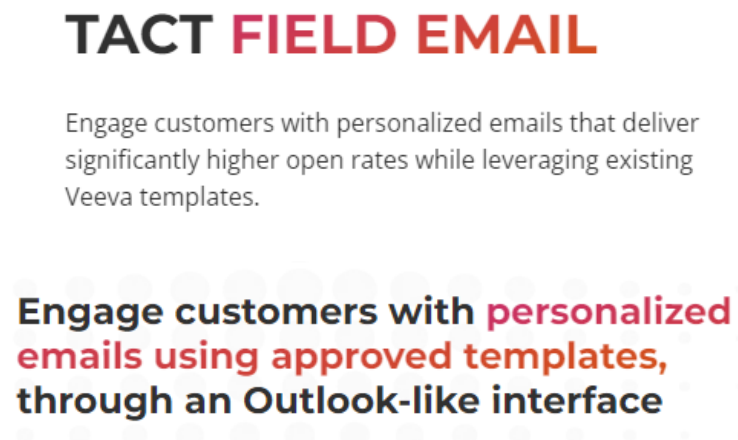 TACT FIELD EMAIL
Engage customers with personalized emails that deliver
significantly higher open rates while leveraging existing
Veeva templates.
Engage customers with personalized
emails using approved templates,
through an Outlook-like interface